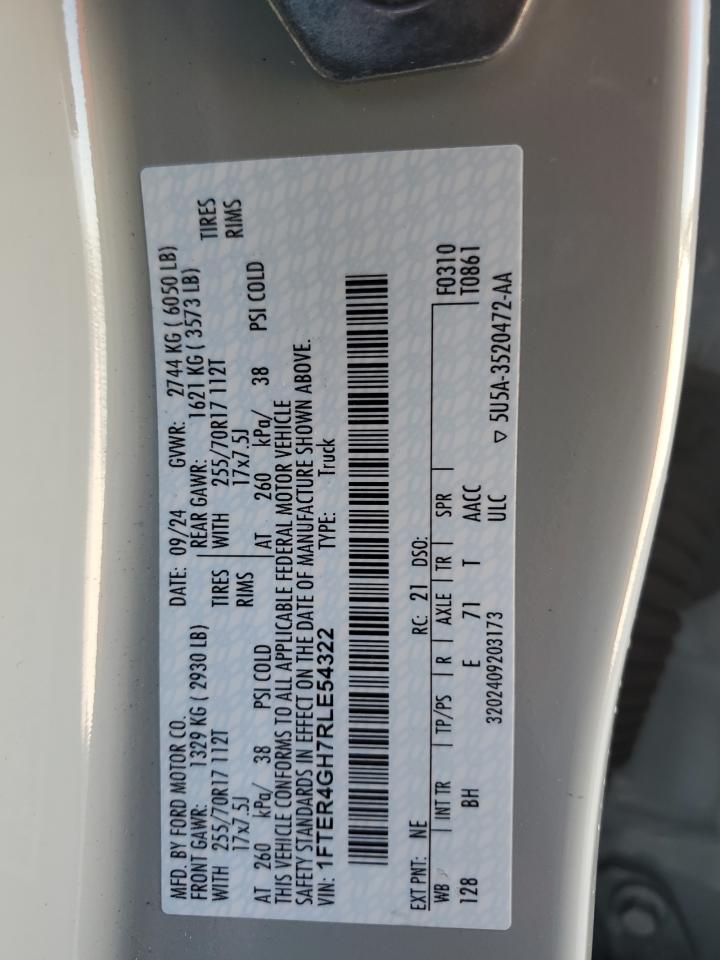 MFD. BY FORD MOTOR CO.
DATE: 09/24 GVWR: 2744 KG ( 6050 LB)
FRONT GAWR: 1329 KG ( 2930 LB) REAR GAWR: 1621 KG ( 3573 LB)
WITH 255/70R17 112T TIRES WITH 255/70R17 112T TIRES
17x7.5J RIMS 17x7.5J RIMS
AT 260 kPa/ 38 PSI COLD AT 260 kPa/ 38 PSI COLD
THIS VEHICLE CONFORMS TO ALL APPLICABLE FEDERAL MOTOR VEHICLE
SAFETY STANDARDS IN EFFECT ON THE DATE OF MANUFACTURE SHOWN ABOVE.
VIN: 1FTER4GH7RLE54322 TYPE: Truck
EXT PNT: NE RC: 21 DSO:
WB INT TR TP/PS R AXLE TR SPR F0310
128 BH E 71 T AACC T0861
3202409203173 ULC
▽ 5U5A-3520472-AA